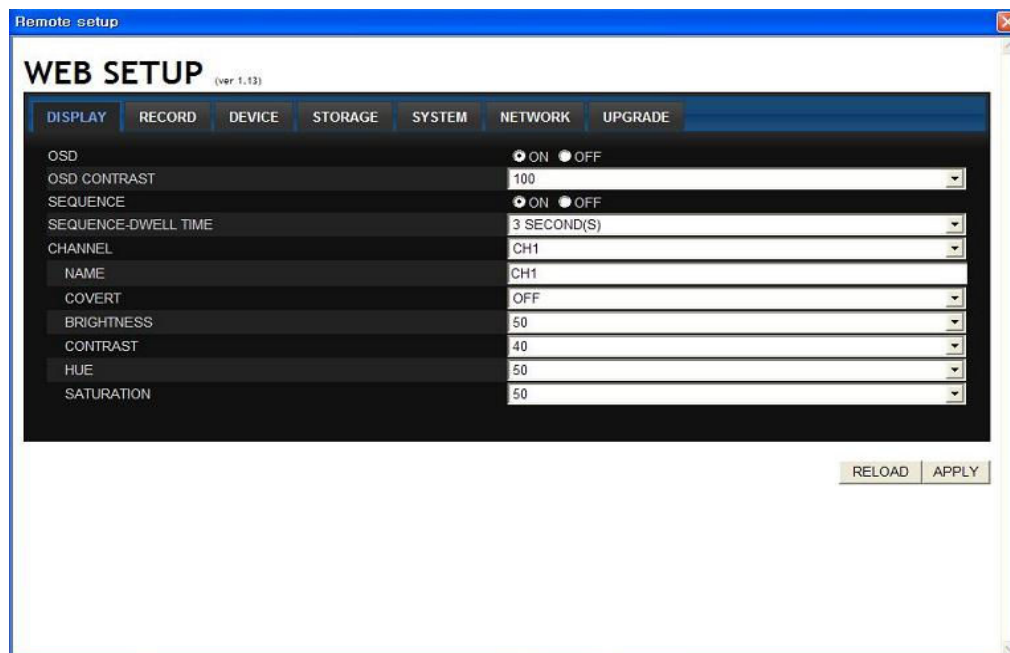 Remote setup
WEB SETUP (ver 1.13)
DISPLAY RECORD DEVICE STORAGE SYSTEM NETWORK UPGRADE
OSD ON OFF
OSD CONTRAST 100
SEQUENCE ON OFF
SEQUENCE-DWELL TIME 3 SECOND(S)
CHANNEL CH1
NAME CH1
COVERT OFF
BRIGHTNESS 50
CONTRAST 40
HUE 50
SATURATION 50
RELOAD APPLY